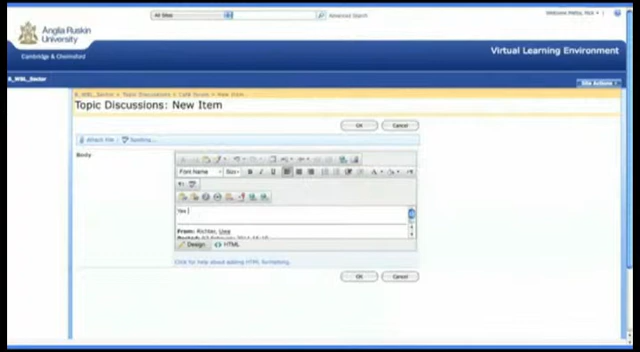 All Sites
Advanced Search
Anglia Ruskin
University
Cambridge & Chelmsford
Virtual Learning Environment
Site Actions
Topic Discussions: New Item
OK Cancel
Attach File | Spelling...
Body
Font Name Size B I U
Yes
From: Richter, Uwe
Design HTML
Click for help about adding HTML formatting.
OK Cancel